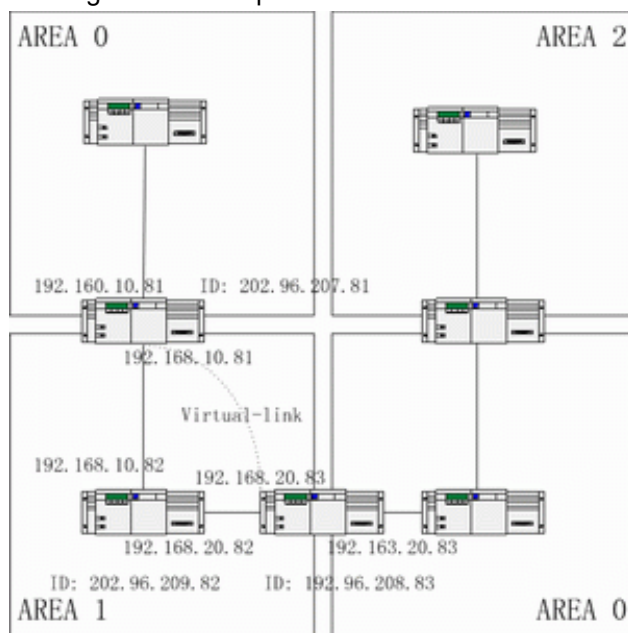 AREA 0
AREA 2
192.160.10.81
ID: 202.96.207.81
192.168.10.81
Virtual-link
192.168.10.82
192.168.20.83
192.168.20.82
192.163.20.83
ID: 202.96.209.82
ID: 192.96.208.83
AREA 1
AREA 0